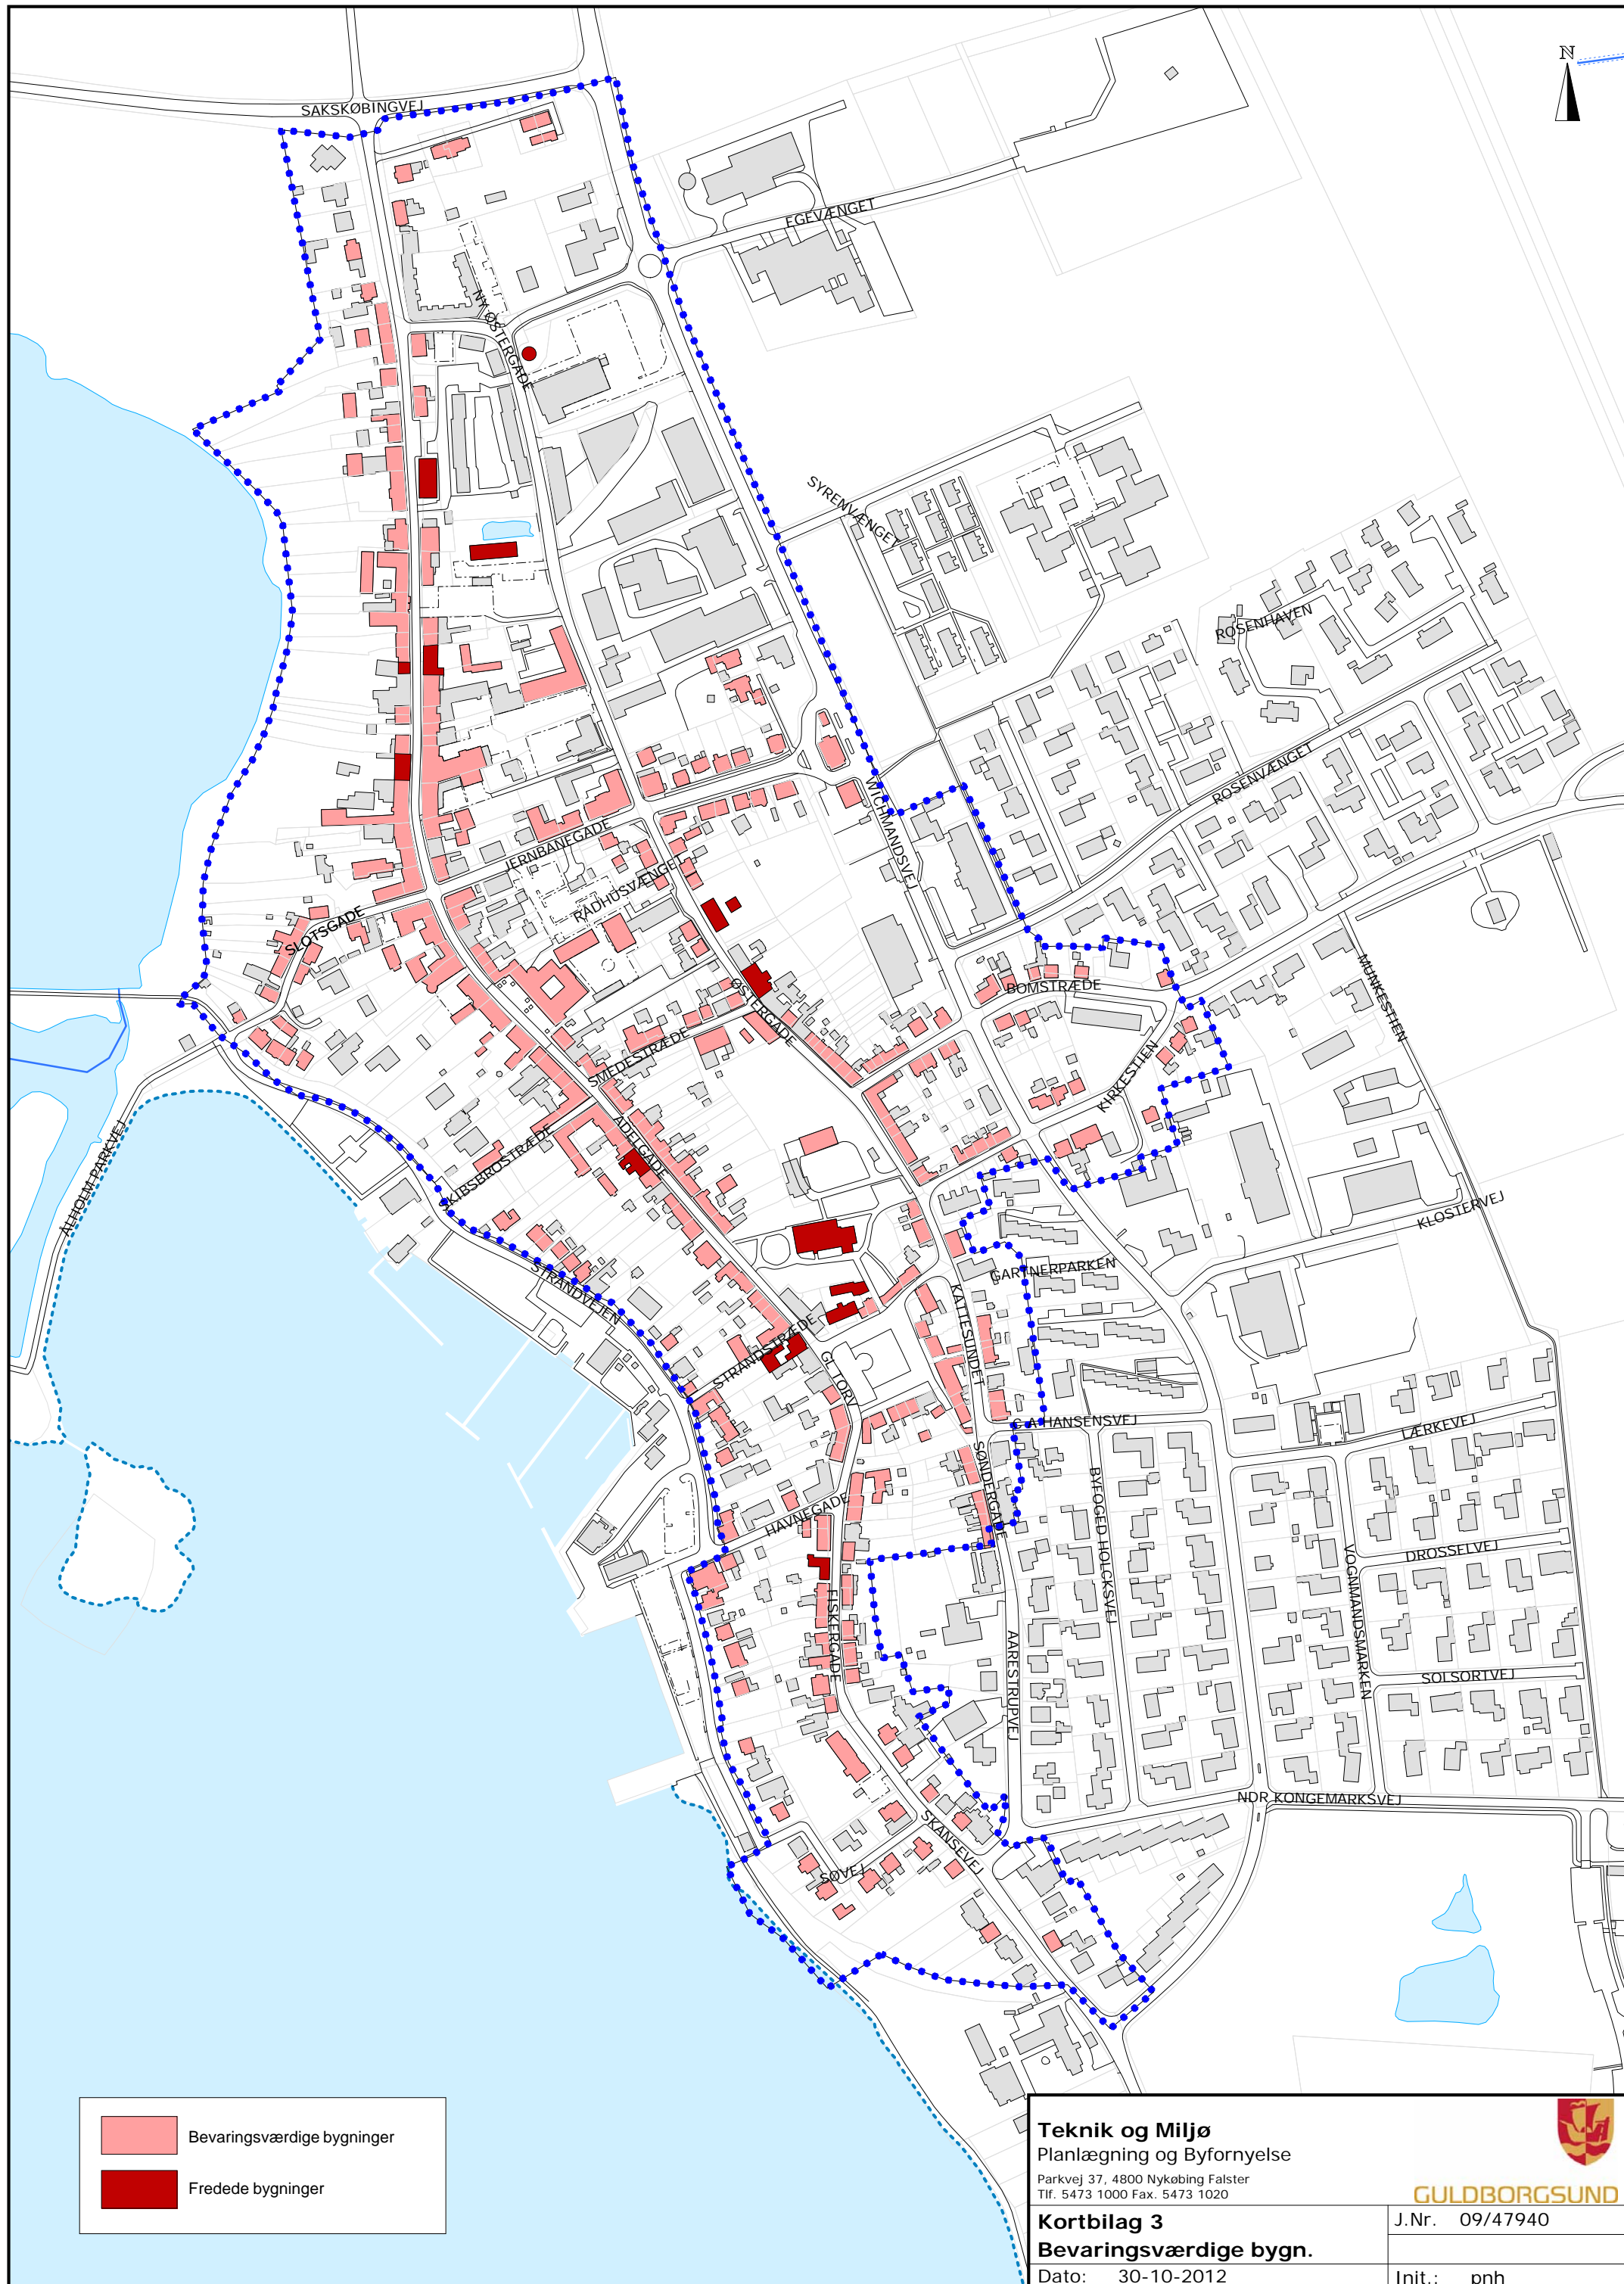 N
SAKSKØBINGVEJ
EGEVÆNGET
NY ØSTERGADE
SYRENVÆNGET
ROSENHAVEN
ROSENVÆNGET
WICHMANDSVEJ
JERNBANEGADE
RÅDHUSVÆNGET
SLOTSGADE
ØSTERGADE
BOMSTRÆDE
MUNKESTIEN
SMEDESTRÆDE
KIRKESTIEN
ADELGADE
SKIBSBROSTRÆDE
ÅLHOLM PARKVEJ
KLOSTERVEJ
STRANDVEJEN
GARTNERPARKEN
KATTESUNDET
STRANDSTRÆDE
GL TORV
C A HANSENSVEJ
LÆRKEVEJ
SØNDERGADE
BYFOGED HOLCKSVEJ
HAVNEGADE
DROSSELVEJ
VOGNMANDSMARKEN
FISKERGADE
AARESTRUPVEJ
SOLSORTVEJ
NDR KONGEMARKSVEJ
SKANSEVEJ
SØVEJ
Bevaringsværdige bygninger
Fredede bygninger
Teknik og Miljø
Planlægning og Byfornyelse
Parkvej 37, 4800 Nykøbing Falster
Tlf. 5473 1000 Fax. 5473 1020
GULDBORGSUND
Kortbilag 3
Bevaringsværdige bygn.
J.Nr. 09/47940
Dato: 30-10-2012
Init.: pnh